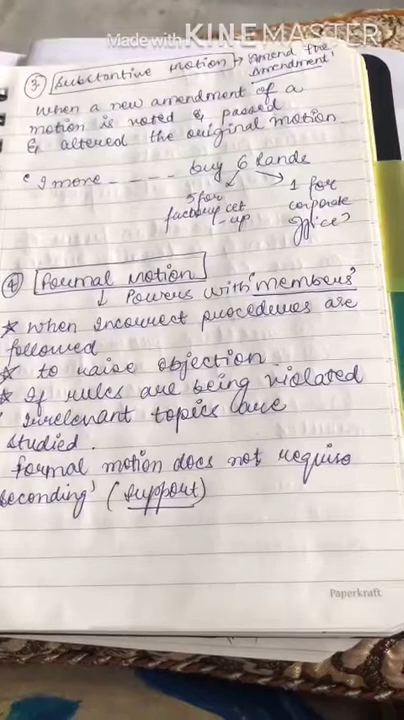 Made with KINEMASTER
③ Substantive Motion → 'Amend the
Amendment'
When a new amendment of a
motion is voted & passed
& altered the original motion
"I move - - - - - buy 6 lands
5 for
factory set
-up
1 for
corporate
office"
④ Formal Motion
↓ Powers with "members"
* when incorrect procedures are
followed
* to raise objection
* If rules are being violated
irrelevant topics are
studied.
formal motion does not require
seconding' (support)
Paperkraft